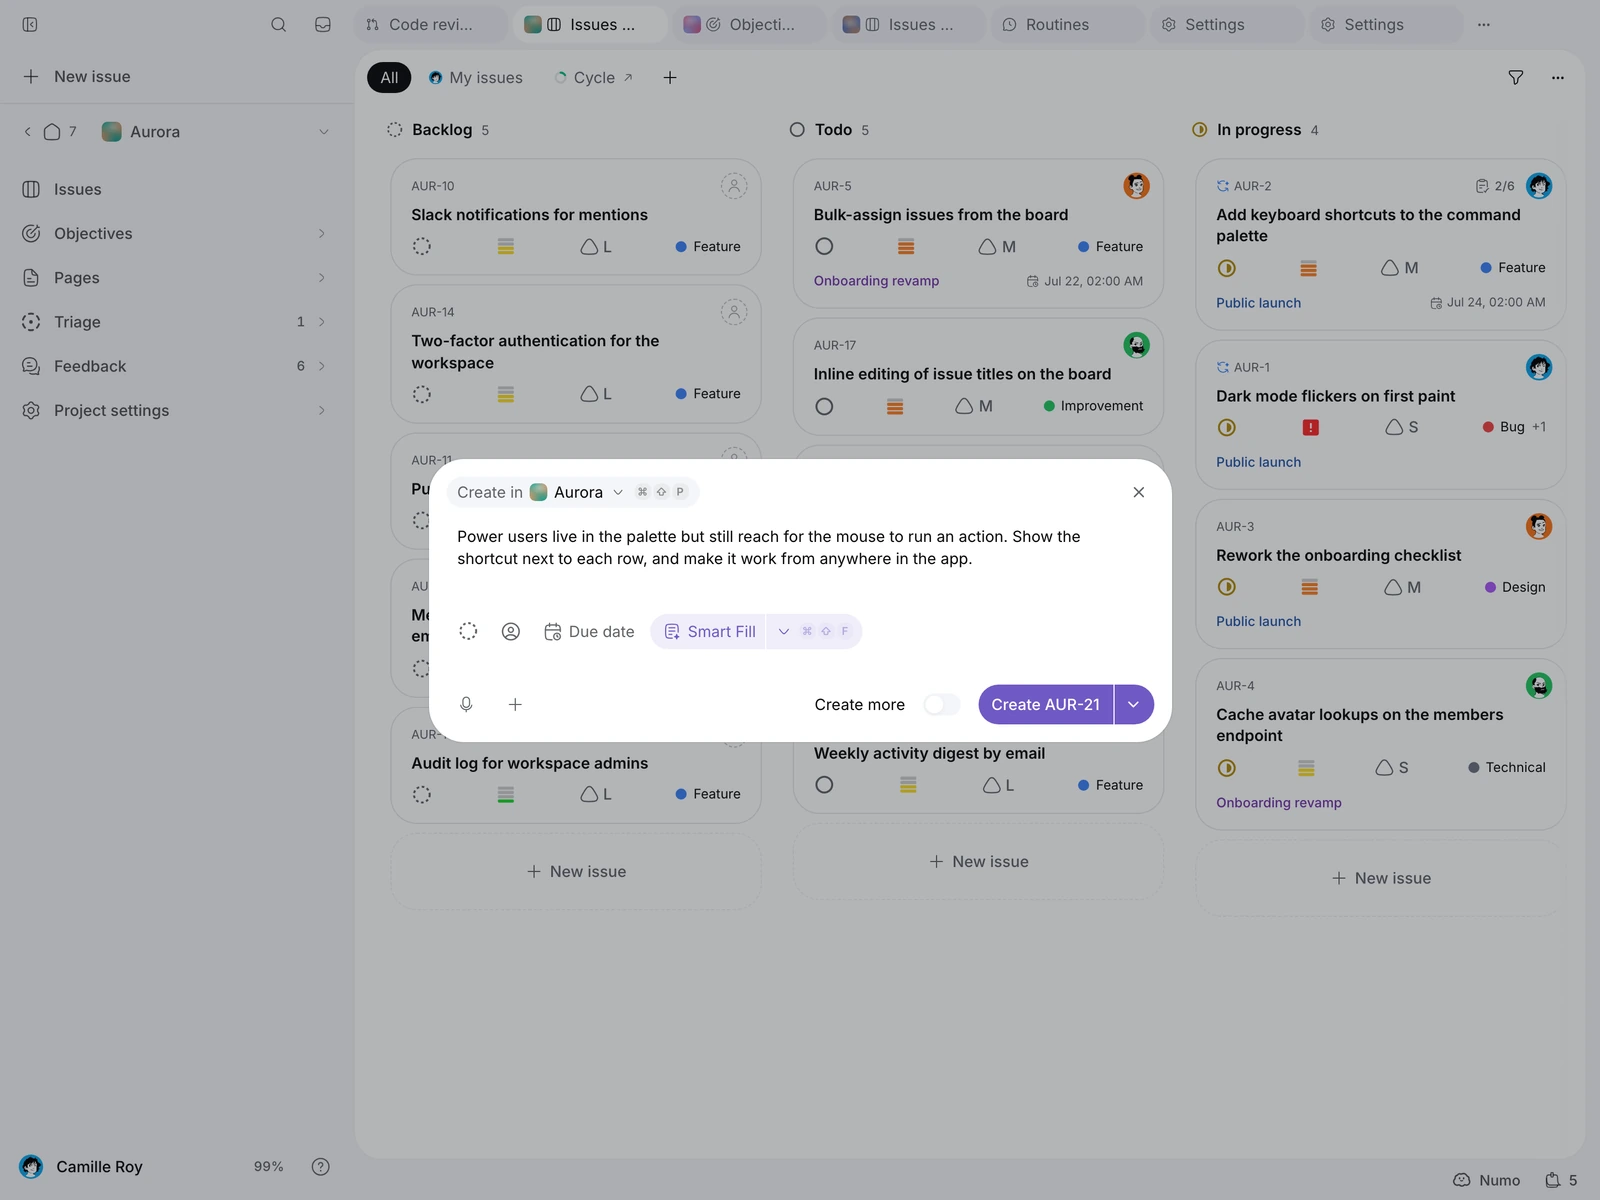 Code revi...
Issues ...
Objecti...
Issues ...
Routines
Settings
Settings
New issue
7
Aurora
Issues
Objectives
Pages
Triage 1
Feedback 6
Project settings
Camille Roy
99%
All
My issues
Cycle ↗
Backlog 5
AUR-10
Slack notifications for mentions
L
Feature
AUR-14
Two-factor authentication for the
workspace
L
Feature
AUR-11
Audit log for workspace admins
L
Feature
New issue
Todo 5
AUR-5
Bulk-assign issues from the board
M
Feature
Onboarding revamp
Jul 22, 02:00 AM
AUR-17
Inline editing of issue titles on the board
M
Improvement
Weekly activity digest by email
L
Feature
New issue
In progress 4
AUR-2
2/6
Add keyboard shortcuts to the command
palette
M
Feature
Public launch
Jul 24, 02:00 AM
AUR-1
Dark mode flickers on first paint
S
Bug +1
Public launch
AUR-3
Rework the onboarding checklist
M
Design
Public launch
AUR-4
Cache avatar lookups on the members
endpoint
S
Technical
Onboarding revamp
New issue
Create in Aurora ⌘ ⇧ P
Power users live in the palette but still reach for the mouse to run an action. Show the
shortcut next to each row, and make it work from anywhere in the app.
Due date
Smart Fill
⌘ ⇧ F
Create more
Create AUR-21
Numo
5